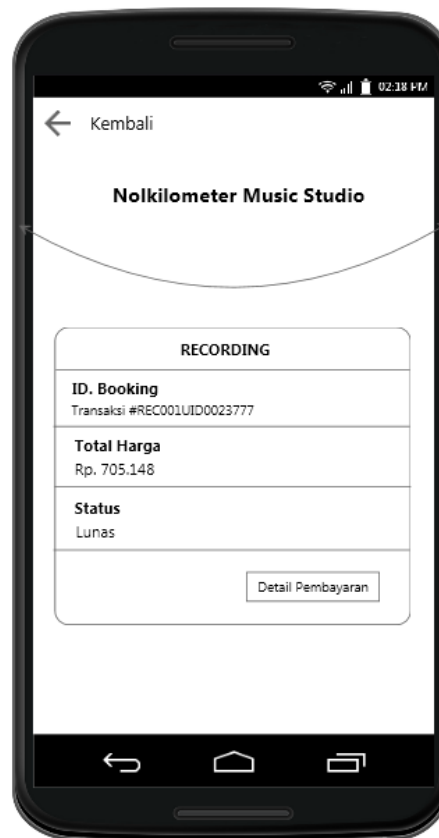 02:18 PM
Kembali
Nolkilometer Music Studio
RECORDING
ID. Booking
Transaksi #REC001UID0023777
Total Harga
Rp. 705.148
Status
Lunas
Detail Pembayaran